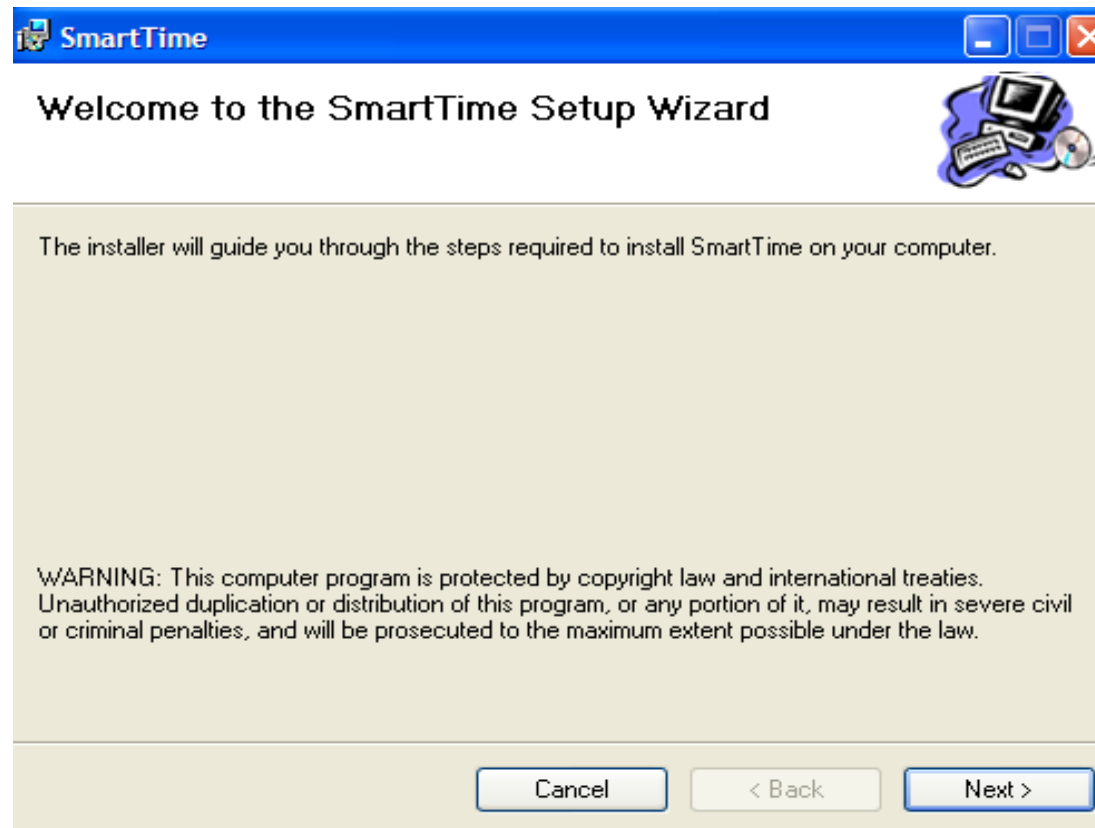 SmartTime
Welcome to the SmartTime Setup Wizard
The installer will guide you through the steps required to install SmartTime on your computer.
WARNING: This computer program is protected by copyright law and international treaties.
Unauthorized duplication or distribution of this program, or any portion of it, may result in severe civil
or criminal penalties, and will be prosecuted to the maximum extent possible under the law.
Cancel
< Back
Next >